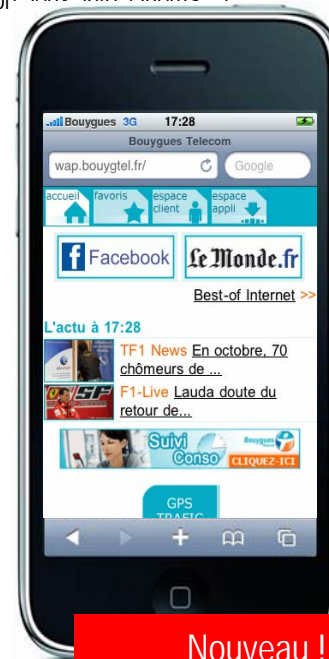 Bouygues 3G 17:28
Bouygues Telecom
wap.bouygtel.fr/ Google
accueil favoris espace client espace appli
Facebook Le Monde.fr
Best-of Internet >>
L'actu à 17:28
TF1 News En octobre, 70
chômeurs de ...
F1-Live Lauda doute du
retour de...
Suivi
Conso
Bouygues
CLIQUEZ-ICI
GPS
TRAFIC
Nouveau !